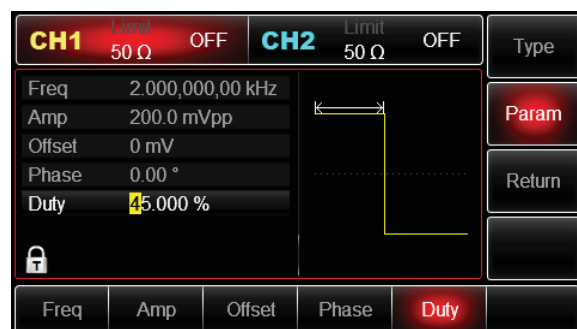 CH1 Limit 50 Ω OFF CH2 Limit 50 Ω OFF Type
Freq 2.000,000,00 kHz
Amp 200.0 mVpp Param
Offset 0 mV
Phase 0.00 ° Return
Duty 45.000 %
T
Freq Amp Offset Phase Duty